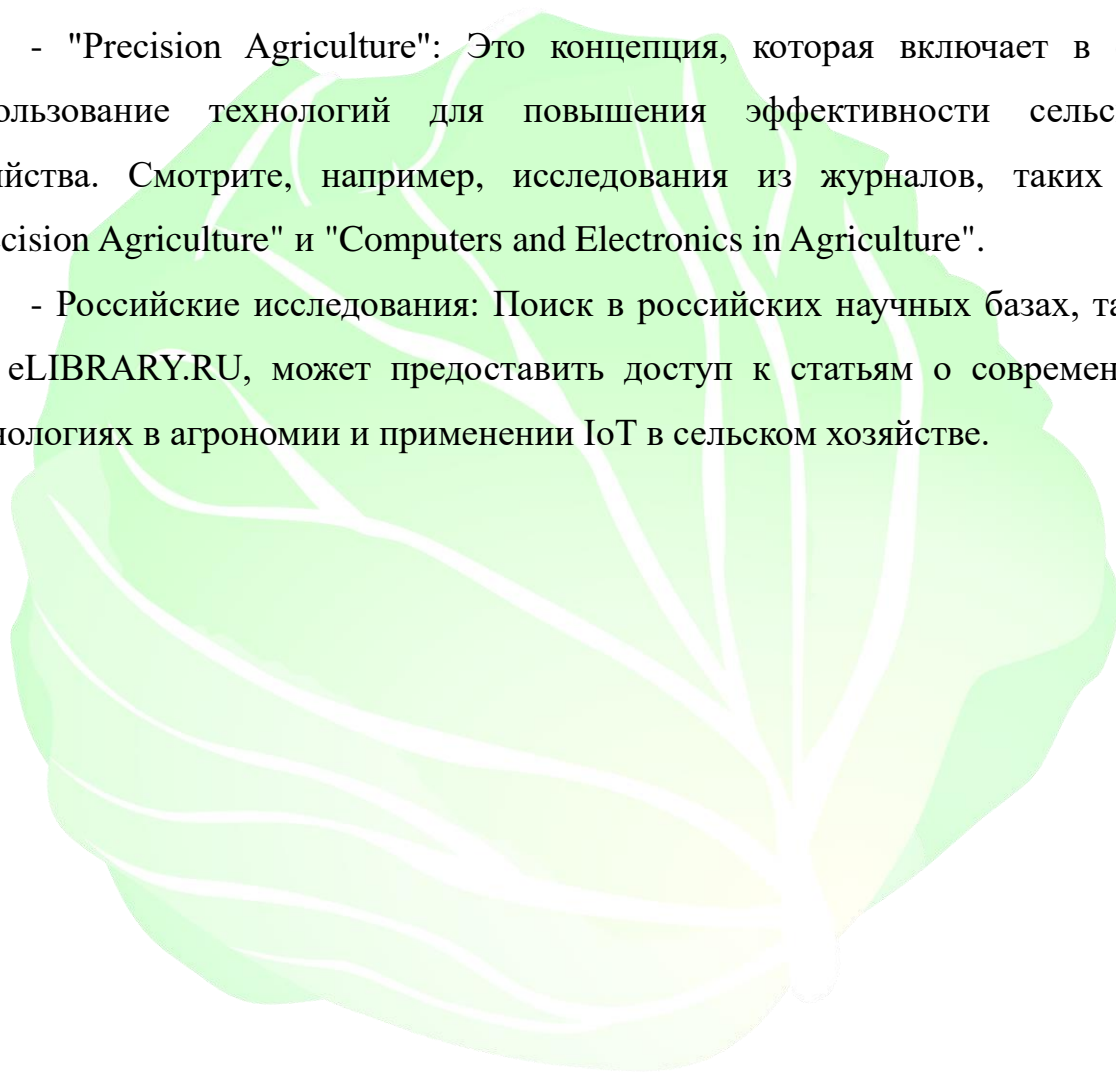 - "Precision Agriculture": Это концепция, которая включает в
ользование технологий для повышения эффективности сельс
йства. Смотрите, например, исследования из журналов, таких
cision Agriculture" и "Computers and Electronics in Agriculture".
- Российские исследования: Поиск в российских научных базах, та
eLIBRARY.RU, может предоставить доступ к статьям о современ
нологиях в агрономии и применении IoT в сельском хозяйстве.